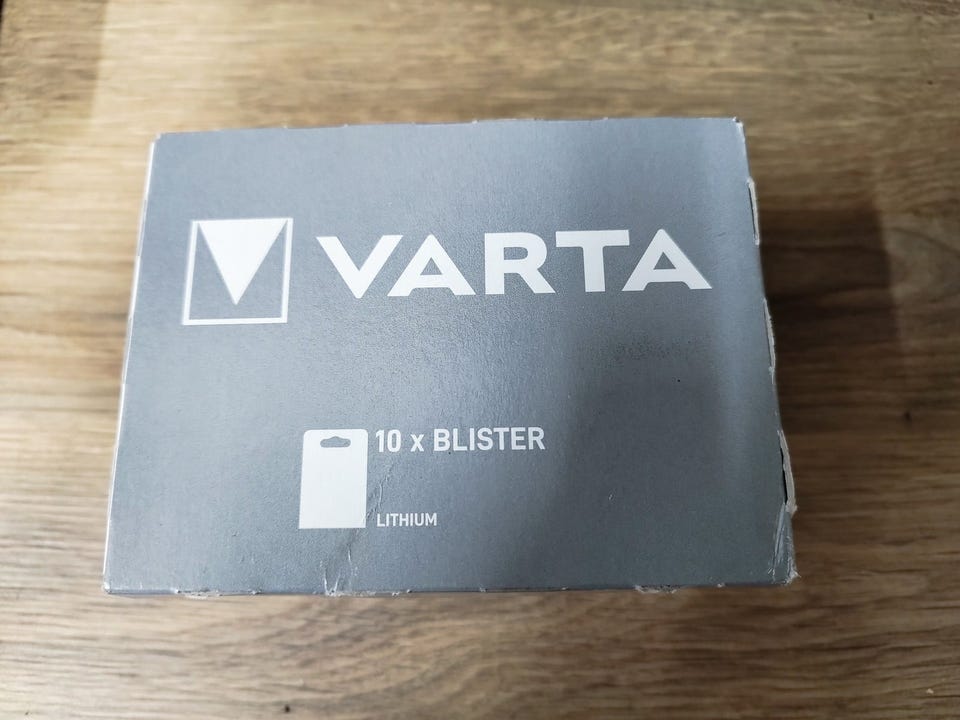 VARTA
10 x BLISTER
LITHIUM